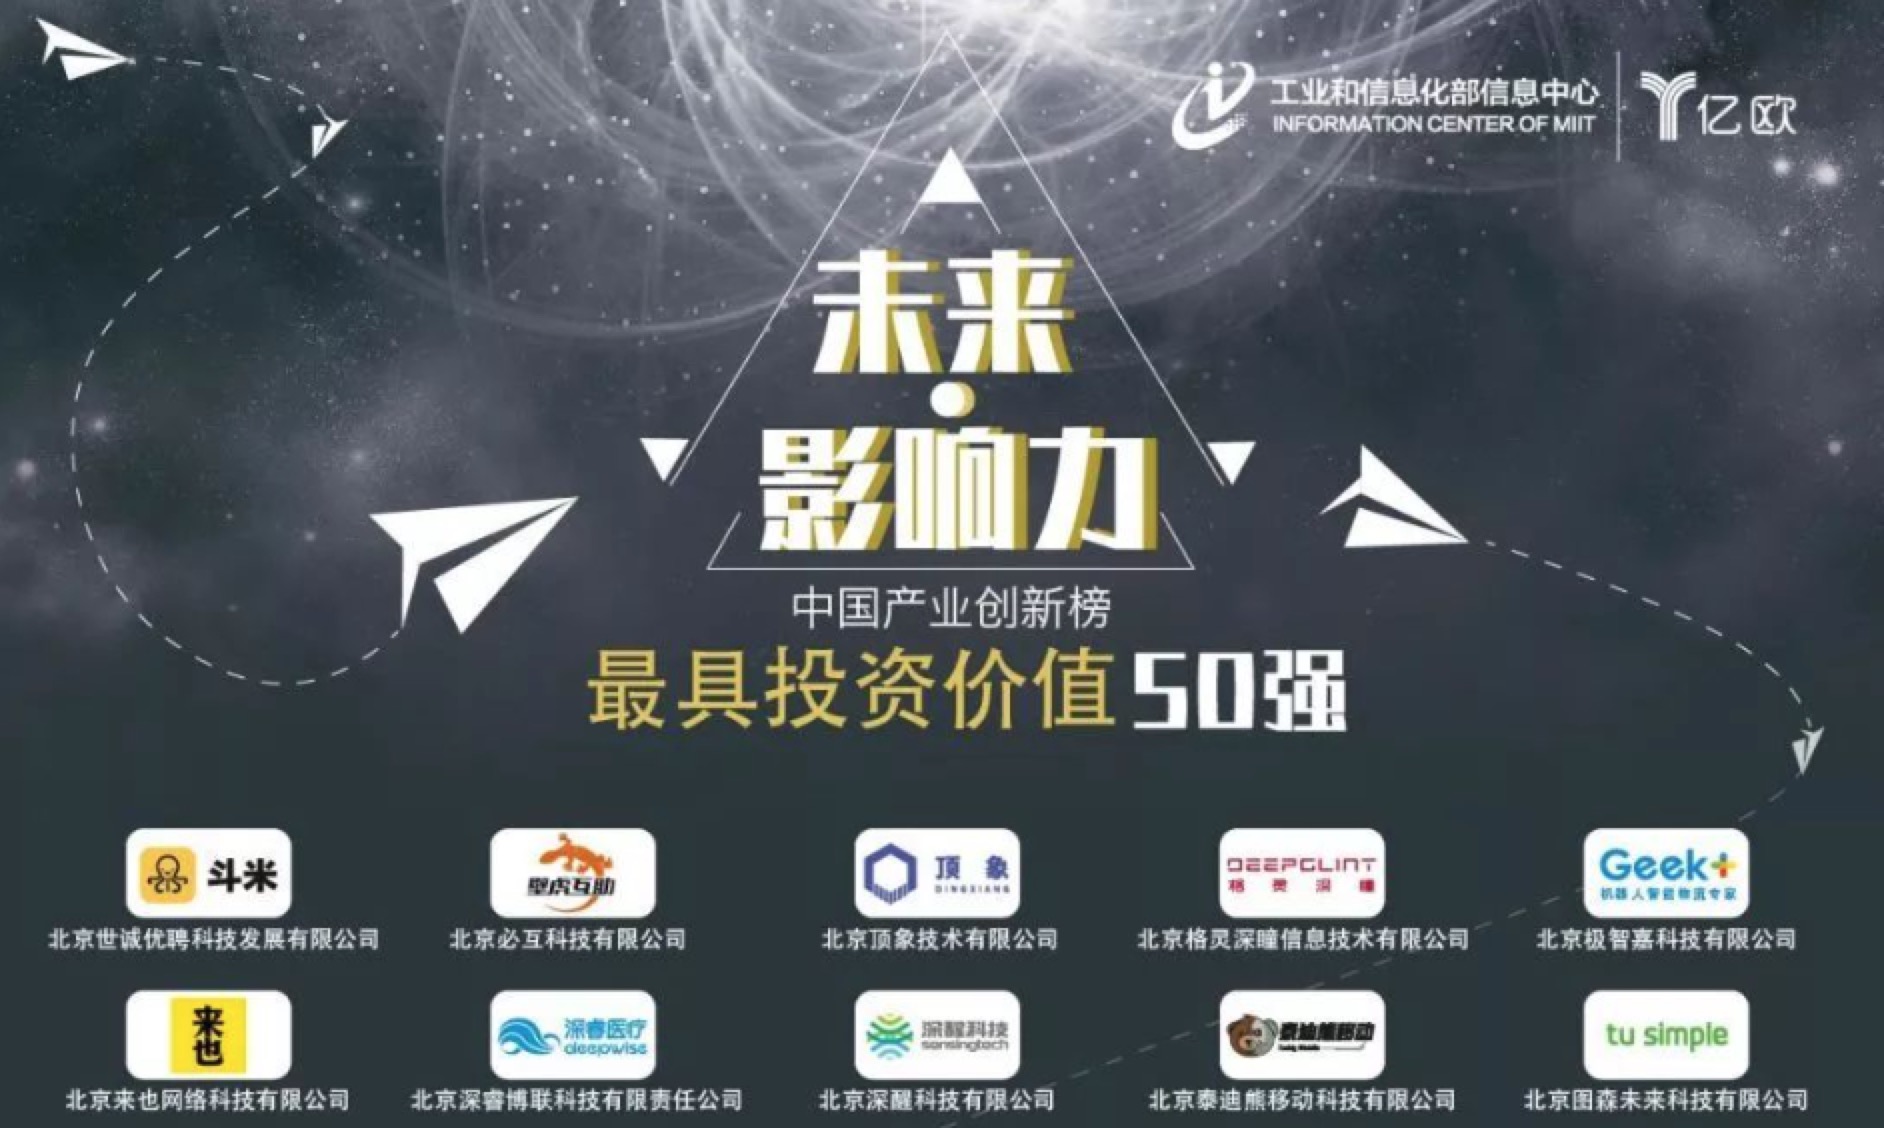 工业和信息化部信息中心
INFORMATION CENTER OF MIIT
亿欧
未来
影响力
中国产业创新榜
最具投资价值50强
斗米
壁虎互助
顶象
DINGXIANG
DEEPGLINT
格灵深瞳
Geek+
机器人智能物流专家
北京世诚优聘科技发展有限公司
北京必互科技有限公司
北京顶象技术有限公司
北京格灵深瞳信息技术有限公司
北京极智嘉科技有限公司
来也
深睿医疗
deepwise
深醒科技
sensingtech
泰迪熊移动
tu simple
北京来也网络科技有限公司
北京深睿博联科技有限责任公司
北京深醒科技有限公司
北京泰迪熊移动科技有限公司
北京图森未来科技有限公司